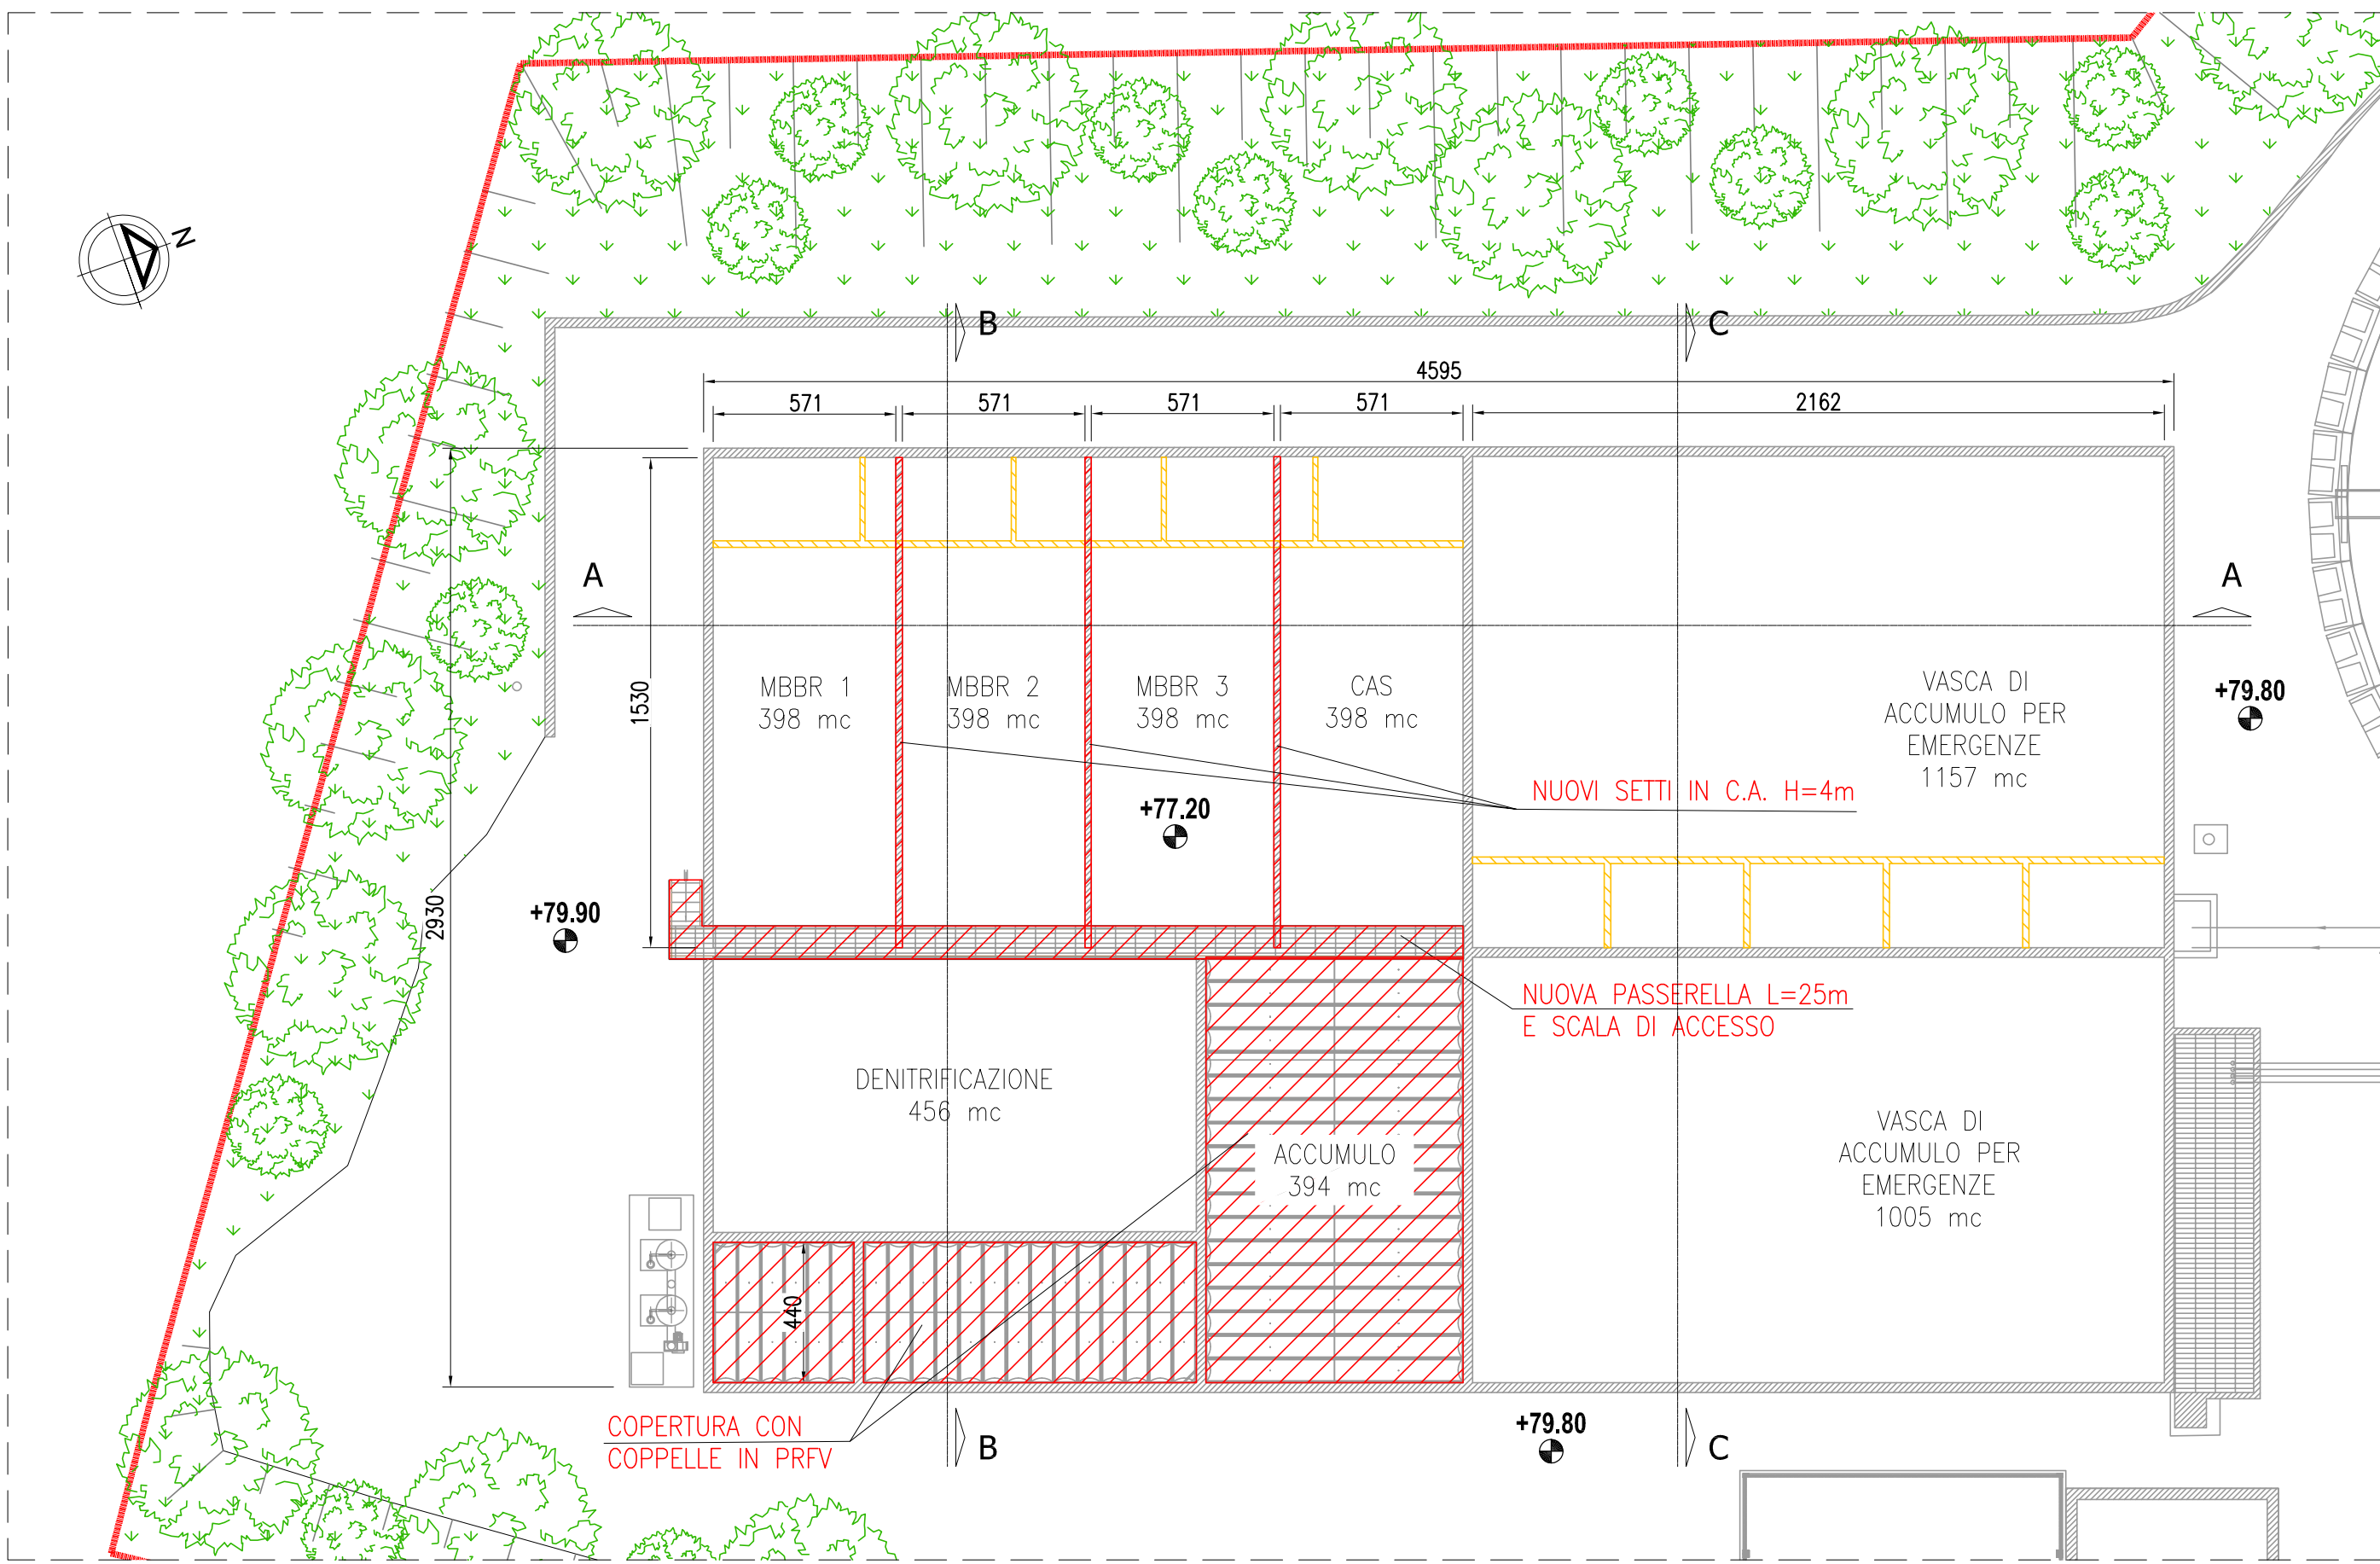 N
B
C
4595
571
571
571
571
2162
A
A
MBBR 1
398 mc
MBBR 2
398 mc
MBBR 3
398 mc
CAS
398 mc
VASCA DI
ACCUMULO PER
EMERGENZE
1157 mc
+79.80
1530
NUOVI SETTI IN C.A. H=4m
+77.20
2930
+79.90
NUOVA PASSERELLA L=25m
E SCALA DI ACCESSO
DENITRIFICAZIONE
456 mc
ACCUMULO
394 mc
VASCA DI
ACCUMULO PER
EMERGENZE
1005 mc
440
COPERTURA CON
COPPELLE IN PRFV
B
+79.80
C